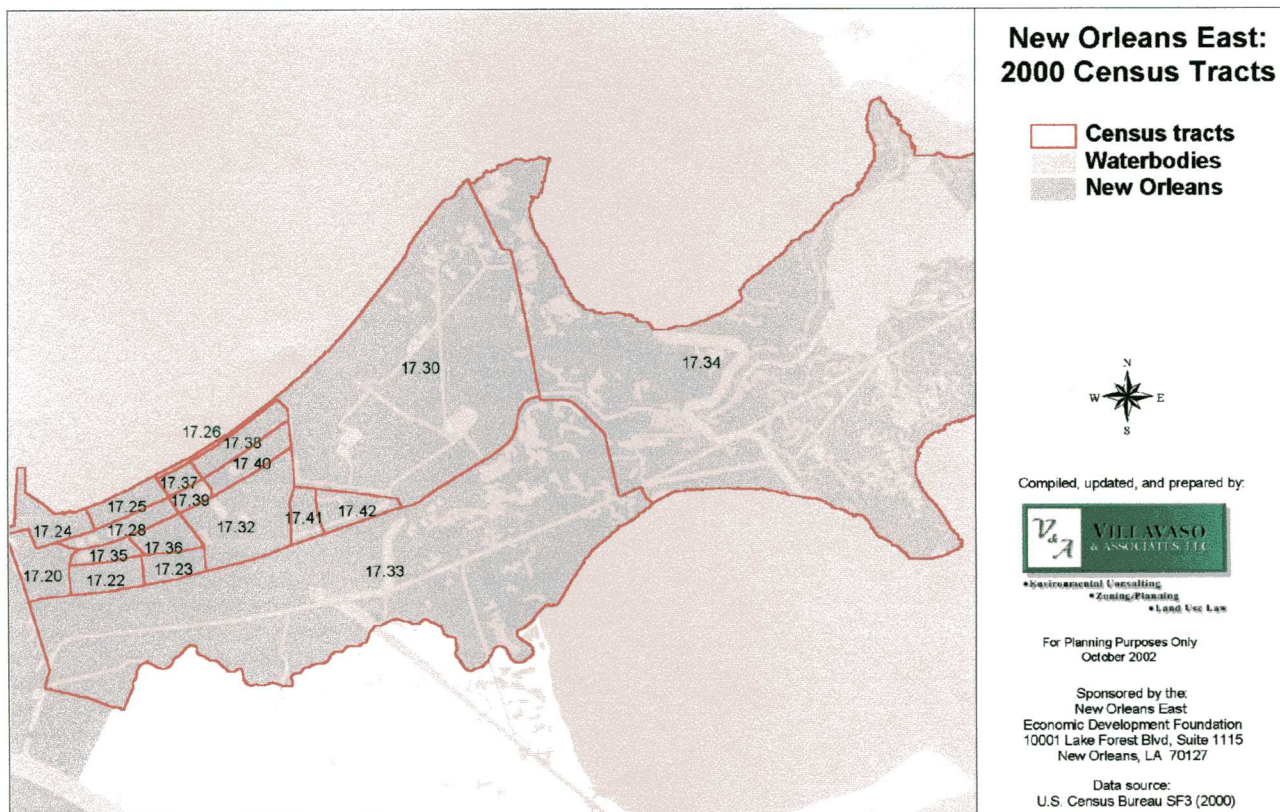 New Orleans East:
2000 Census Tracts
Census tracts
Waterbodies
New Orleans
17.30
17.34
17.26
17.38
17.40
17.37
17.39
17.25
17.24
17.28
17.32
17.41
17.42
17.35
17.36
17.20
17.22
17.23
17.33
N
W E
S
Compiled, updated, and prepared by:
V & A
VILLAVASO
& ASSOCIATES, LLC
•Environmental Consulting
•Zoning/Planning
•Land Use Law
For Planning Purposes Only
October 2002
Sponsored by the:
New Orleans East
Economic Development Foundation
10001 Lake Forest Blvd, Suite 1115
New Orleans, LA 70127
Data source:
U.S. Census Bureau SF3 (2000)